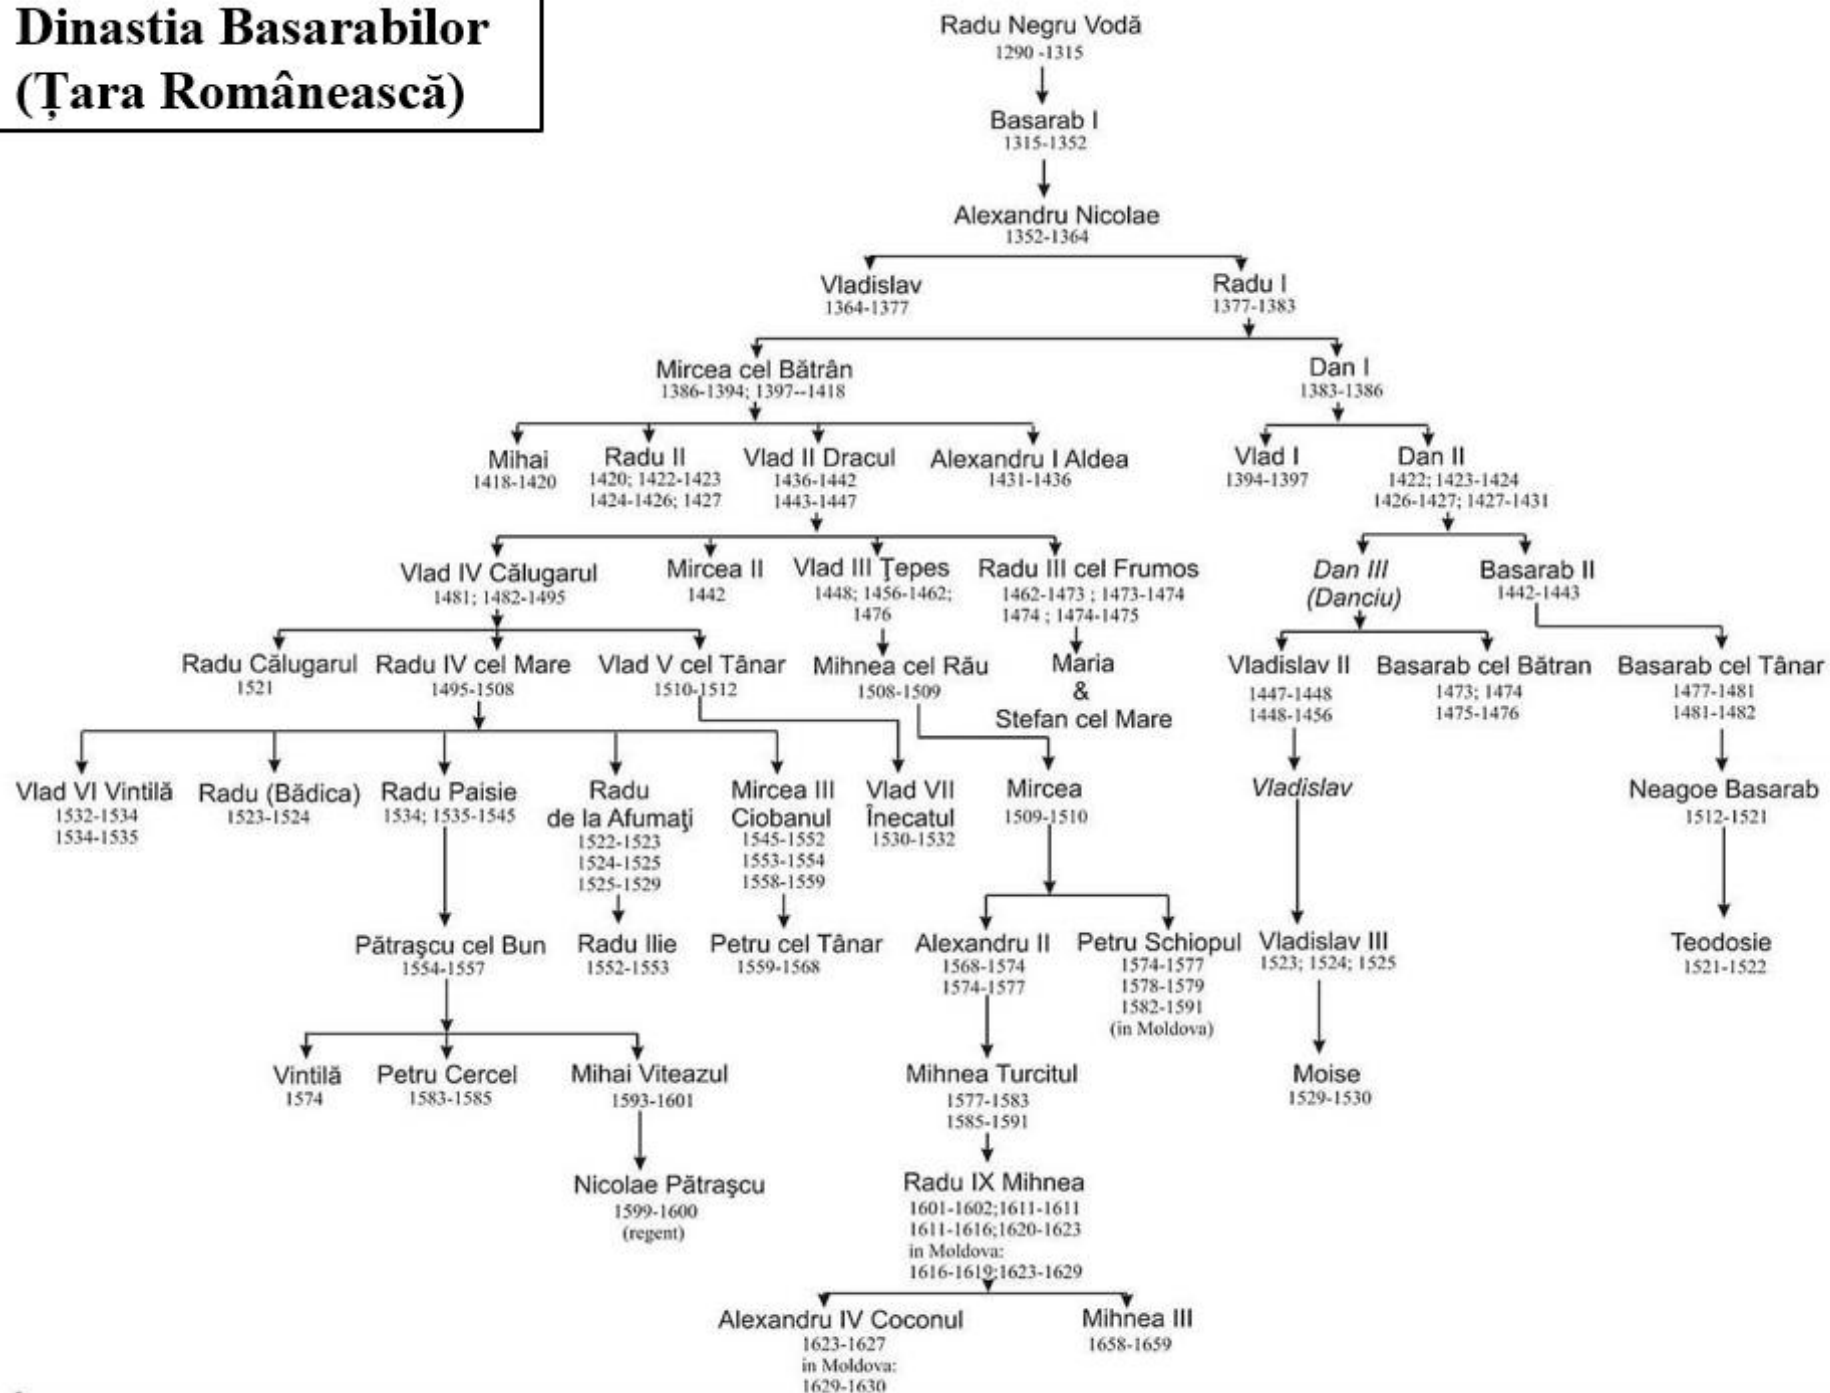 Dinastia Basarabilor
(Țara Românească)
Radu Negru Vodă
1290 -1315
Basarab I
1315-1352
Alexandru Nicolae
1352-1364
Vladislav
1364-1377
Radu I
1377-1383
Mircea cel Bătrân
1386-1394; 1397--1418
Dan I
1383-1386
Mihai
1418-1420
Radu II
1420; 1422-1423
1424-1426; 1427
Vlad II Dracul
1436-1442
1443-1447
Alexandru I Aldea
1431-1436
Vlad I
1394-1397
Dan II
1422; 1423-1424
1426-1427; 1427-1431
Vlad IV Călugarul
1481; 1482-1495
Mircea II
1442
Vlad III Ţepes
1448; 1456-1462;
1476
Radu III cel Frumos
1462-1473 ; 1473-1474
1474 ; 1474-1475
Dan III
(Danciu)
Basarab II
1442-1443
Radu Călugarul
1521
Radu IV cel Mare
1495-1508
Vlad V cel Tânar
1510-1512
Mihnea cel Rău
1508-1509
Maria
&
Stefan cel Mare
Vladislav II
1447-1448
1448-1456
Basarab cel Bătran
1473; 1474
1475-1476
Basarab cel Tânar
1477-1481
1481-1482
Vlad VI Vintilă
1532-1534
1534-1535
Radu (Bădica)
1523-1524
Radu Paisie
1534; 1535-1545
Radu
de la Afumaţi
1522-1523
1524-1525
1525-1529
Mircea III
Ciobanul
1545-1552
1553-1554
1558-1559
Vlad VII
Înecatul
1530-1532
Mircea
1509-1510
Vladislav
Neagoe Basarab
1512-1521
Pătraşcu cel Bun
1554-1557
Radu Ilie
1552-1553
Petru cel Tânar
1559-1568
Alexandru II
1568-1574
1574-1577
Petru Schiopul
1574-1577
1578-1579
1582-1591
(in Moldova)
Vladislav III
1523; 1524; 1525
Teodosie
1521-1522
Vintilă
1574
Petru Cercel
1583-1585
Mihai Viteazul
1593-1601
Mihnea Turcitul
1577-1583
1585-1591
Moise
1529-1530
Nicolae Pătraşcu
1599-1600
(regent)
Radu IX Mihnea
1601-1602;1611-1611
1611-1616;1620-1623
in Moldova:
1616-1619;1623-1629
Alexandru IV Coconul
1623-1627
in Moldova:
1629-1630
Mihnea III
1658-1659